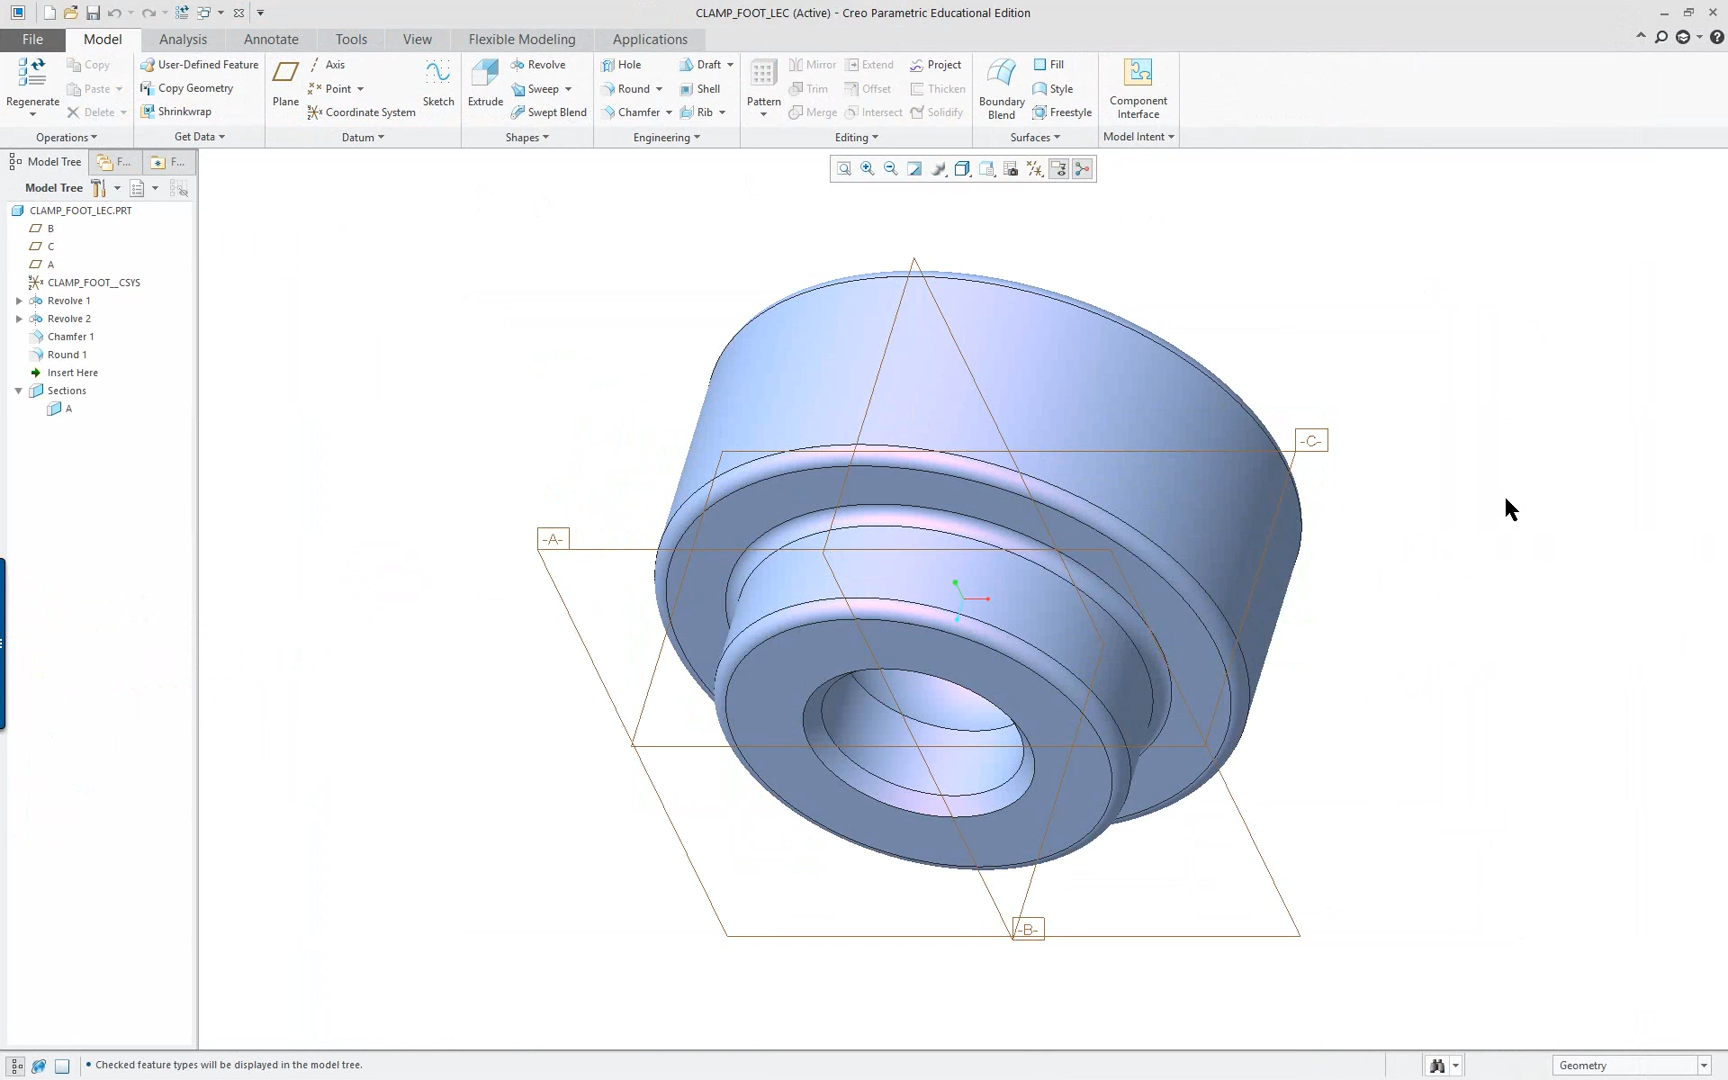 CLAMP_FOOT_LEC (Active) - Creo Parametric Educational Edition
File Model Analysis Annotate Tools View Flexible Modeling Applications
Regenerate
Copy
Paste
Delete
Operations
User-Defined Feature
Copy Geometry
Shrinkwrap
Get Data
Plane
Axis
Point
Coordinate System
Sketch
Datum
Extrude
Revolve
Sweep
Swept Blend
Shapes
Hole
Round
Chamfer
Draft
Shell
Rib
Engineering
Pattern
Mirror
Trim
Merge
Extend
Offset
Intersect
Project
Thicken
Solidify
Editing
Boundary
Blend
Fill
Style
Freestyle
Surfaces
Component
Interface
Model Intent
Model Tree F... F...
Model Tree
CLAMP_FOOT_LEC.PRT
B
C
A
CLAMP_FOOT__CSYS
Revolve 1
Revolve 2
Chamfer 1
Round 1
Insert Here
Sections
A
-C-
-A-
-B-
• Checked feature types will be displayed in the model tree.
Geometry